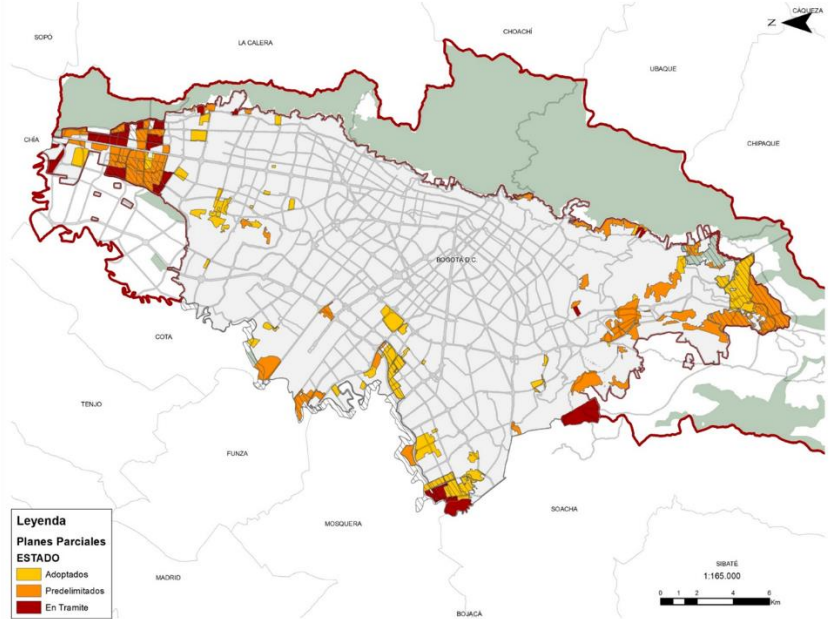 CÁQUEZA
SOPÓ
LA CALERA
CHOACHÍ
Z
UBAQUE
CHÍA
CHIPAQUE
BOGOTÁ D.C.
COTA
TENJO
FUNZA
SOACHA
MOSQUERA
Leyenda
Planes Parciales
ESTADO
Adoptados
Predelimitados
En Tramite
MADRID
BOJACÁ
SIBATÉ
1:165.000
0 1 2 4 6
Km